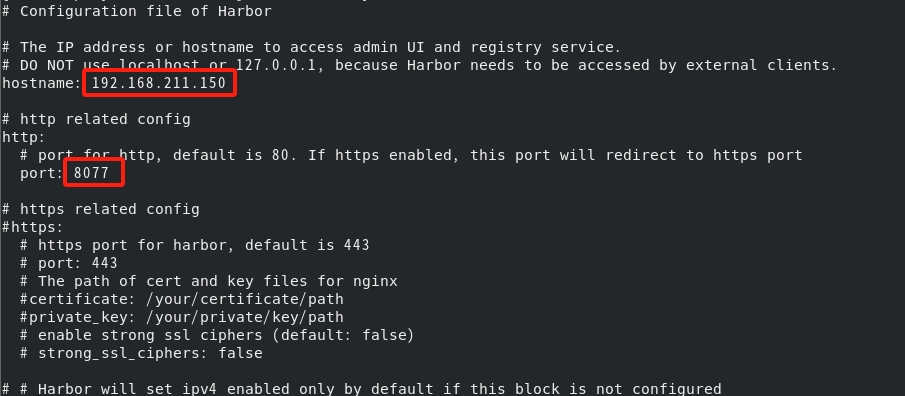 # Configuration file of Harbor
# The IP address or hostname to access admin UI and registry service.
# DO NOT use localhost or 127.0.0.1, because Harbor needs to be accessed by external clients.
hostname: 192.168.211.150
# http related config
http:
# port for http, default is 80. If https enabled, this port will redirect to https port
port: 8077
# https related config
#https:
# https port for harbor, default is 443
# port: 443
# The path of cert and key files for nginx
#certificate: /your/certificate/path
#private_key: /your/private/key/path
# enable strong ssl ciphers (default: false)
# strong_ssl_ciphers: false
# # Harbor will set ipv4 enabled only by default if this block is not configured